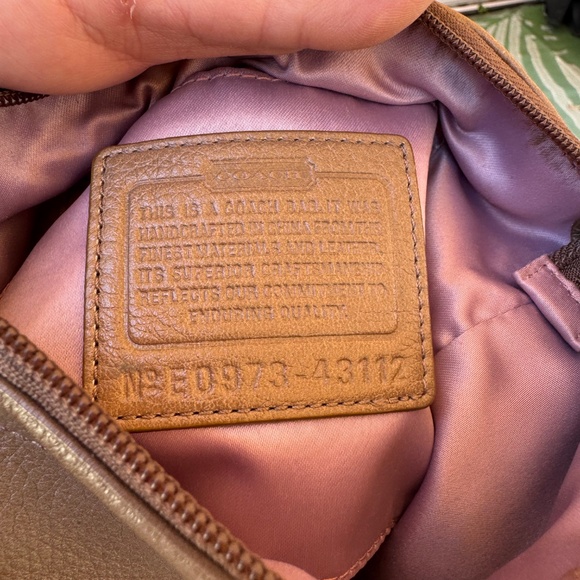 COACH
THIS IS A COACH BAG. IT WAS
HANDCRAFTED IN CHINA FROM THE
FINEST MATERIALS AND LEATHER.
ITS SUPERIOR CRAFTSMANSHIP
REFLECTS OUR COMMITMENT TO
ENDURING QUALITY.
No E0973-43112